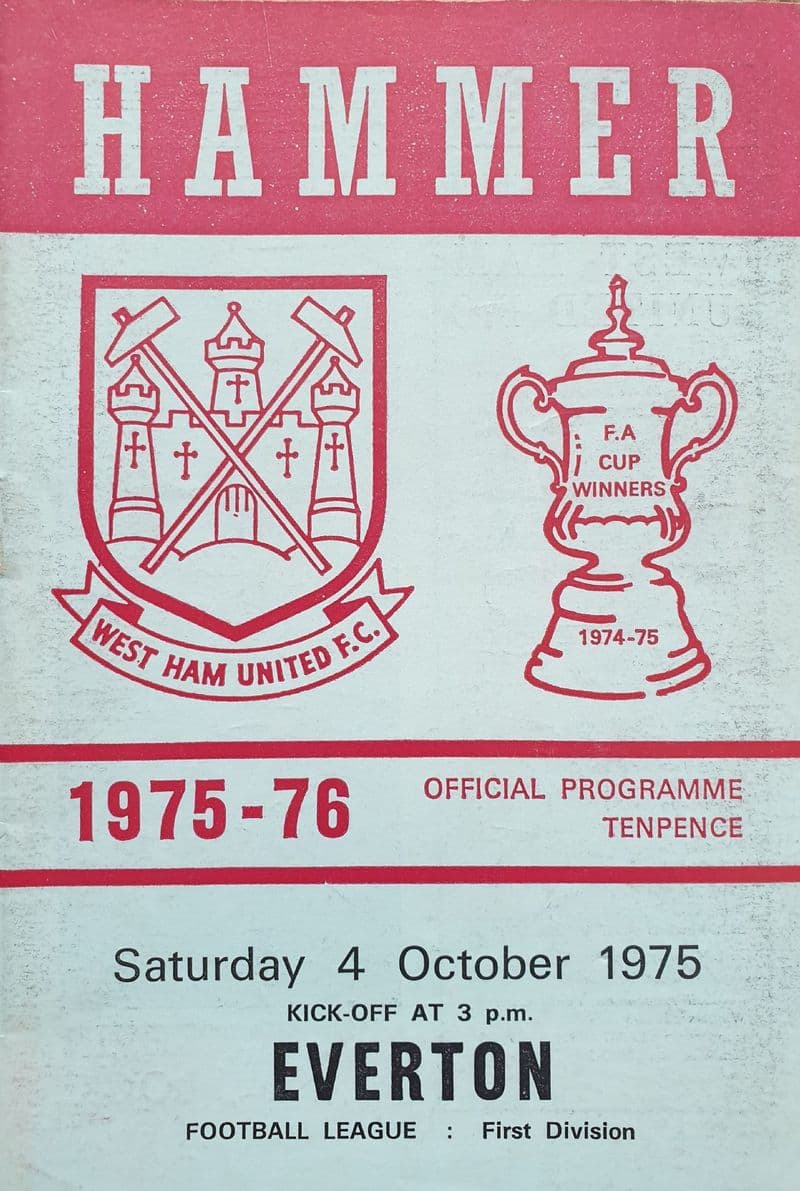 HAMMER
WEST HAM UNITED F.C.
F.A
CUP
WINNERS
1974-75
1975-76
OFFICIAL PROGRAMME
TENPENCE
Saturday 4 October 1975
KICK-OFF AT 3 p.m.
EVERTON
FOOTBALL LEAGUE : First Division